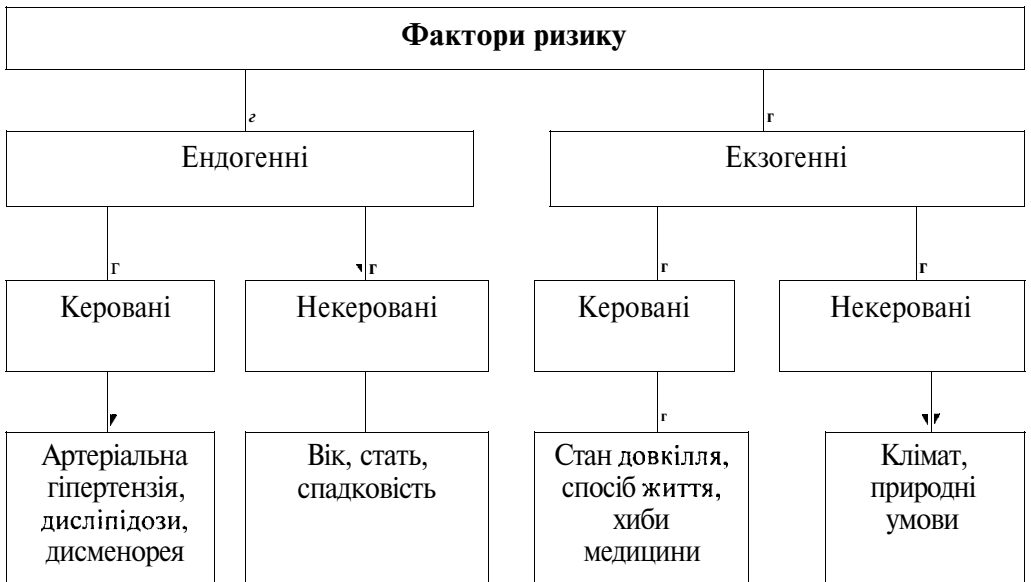 Фактори ризику
Ендогенні
Екзогенні
Керовані
Некеровані
Керовані
Некеровані
Артеріальна
гіпертензія,
дисліпідози,
дисменорея
Вік, стать,
спадковість
Стан довкілля,
спосіб життя,
хиби
медицини
Клімат,
природні
умови